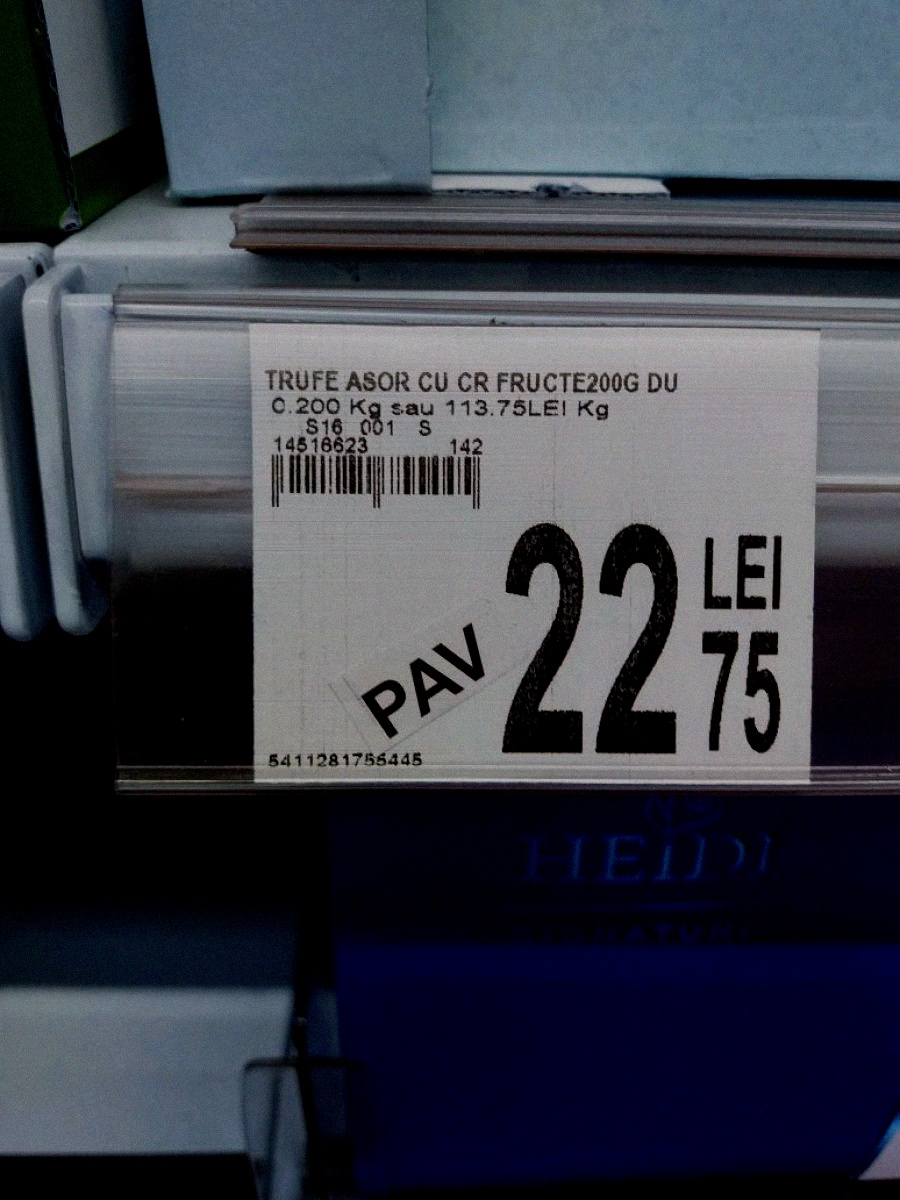 TRUFE ASOR CU CR FRUCTE200G DU
0.200 Kg sau 113.75LEI Kg
S16 001 S
14516623 142
22 LEI 75
PAV
5411281755445
HEIDI